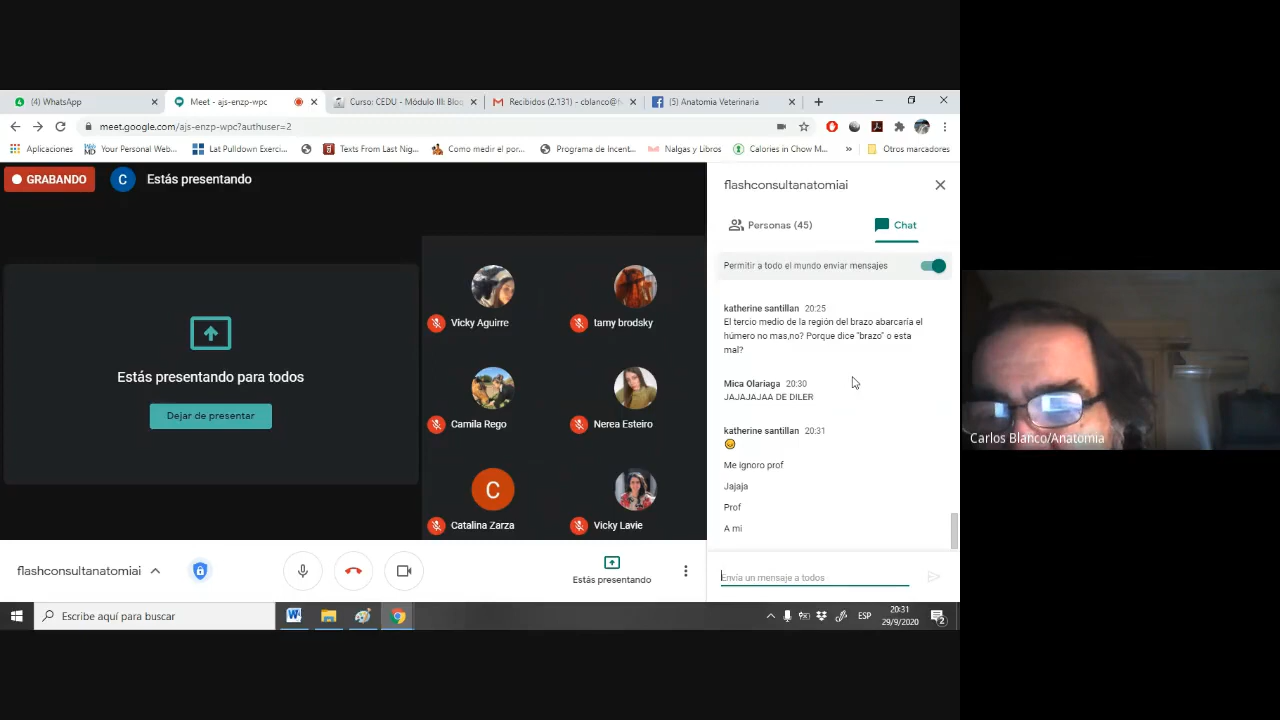 (4) WhatsApp
Meet - ajs-enzp-wpc
Curso: CEDU - Módulo III: Bloq
Recibidos (2.131) - cblanco@f
(5) Anatomia Veterinaria
meet.google.com/ajs-enzp-wpc?authuser=2
Aplicaciones
Your Personal Web...
Lat Pulldown Exerci...
Texts From Last Nig...
Como medir el por...
Programa de Incent...
Nalgas y Libros
Calories in Chow M...
»
Otros marcadores
GRABANDO
C
Estás presentando
Estás presentando para todos
Dejar de presentar
Vicky Aguirre
tamy brodsky
Camila Rego
Nerea Esteiro
C
Catalina Zarza
Vicky Lavie
flashconsultanatomiai
Personas (45)
Chat
Permitir a todo el mundo enviar mensajes
katherine santillan 20:25
El tercio medio de la región del brazo abarcaría el
húmero no mas,no? Porque dice "brazo" o esta
mal?
Mica Olariaga 20:30
JAJAJAJAA DE DILER
katherine santillan 20:31
Me ignoro prof
Jajaja
Prof
A mi
Envía un mensaje a todos
flashconsultanatomiai
Estás presentando
Escribe aquí para buscar
ESP
20:31
29/9/2020
2
Carlos Blanco/Anatomia